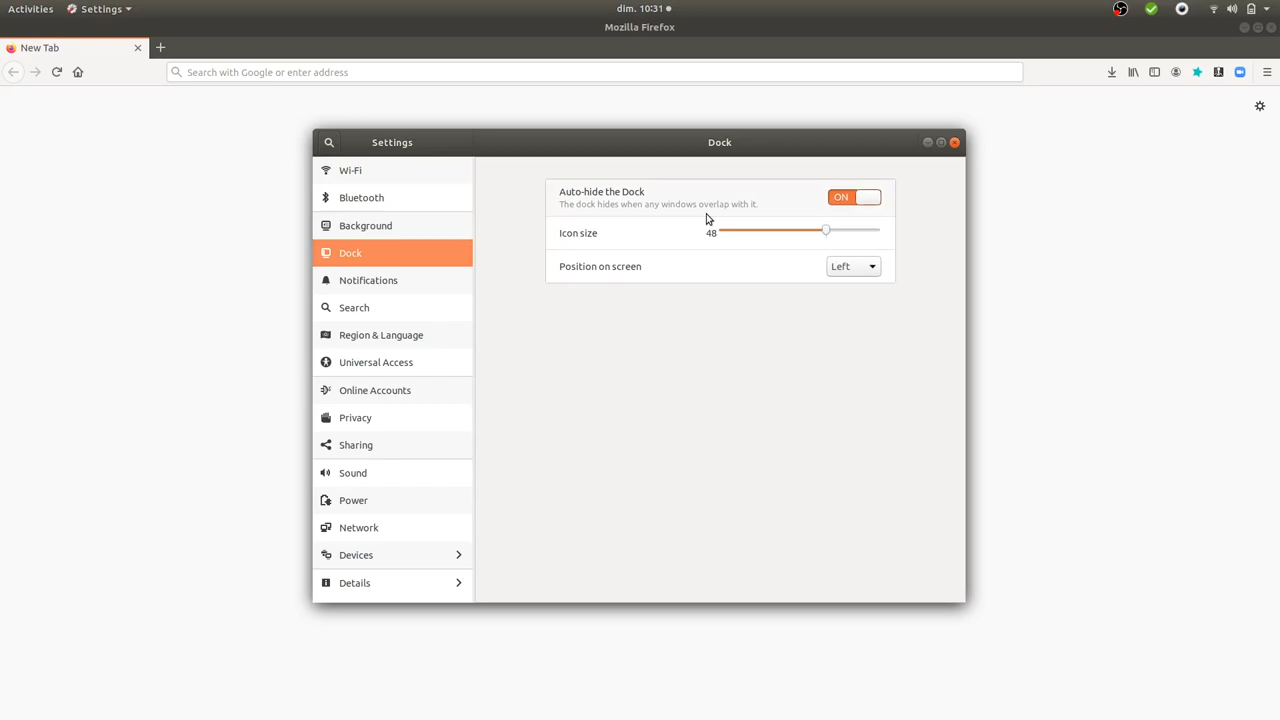 Activities
Settings
dim. 10:31
Mozilla Firefox
New Tab
Search with Google or enter address
Settings
Dock
Wi-Fi
Bluetooth
Background
Dock
Notifications
Search
Region & Language
Universal Access
Online Accounts
Privacy
Sharing
Sound
Power
Network
Devices
Details
Auto-hide the Dock
ON
The dock hides when any windows overlap with it.
Icon size
48
Position on screen
Left